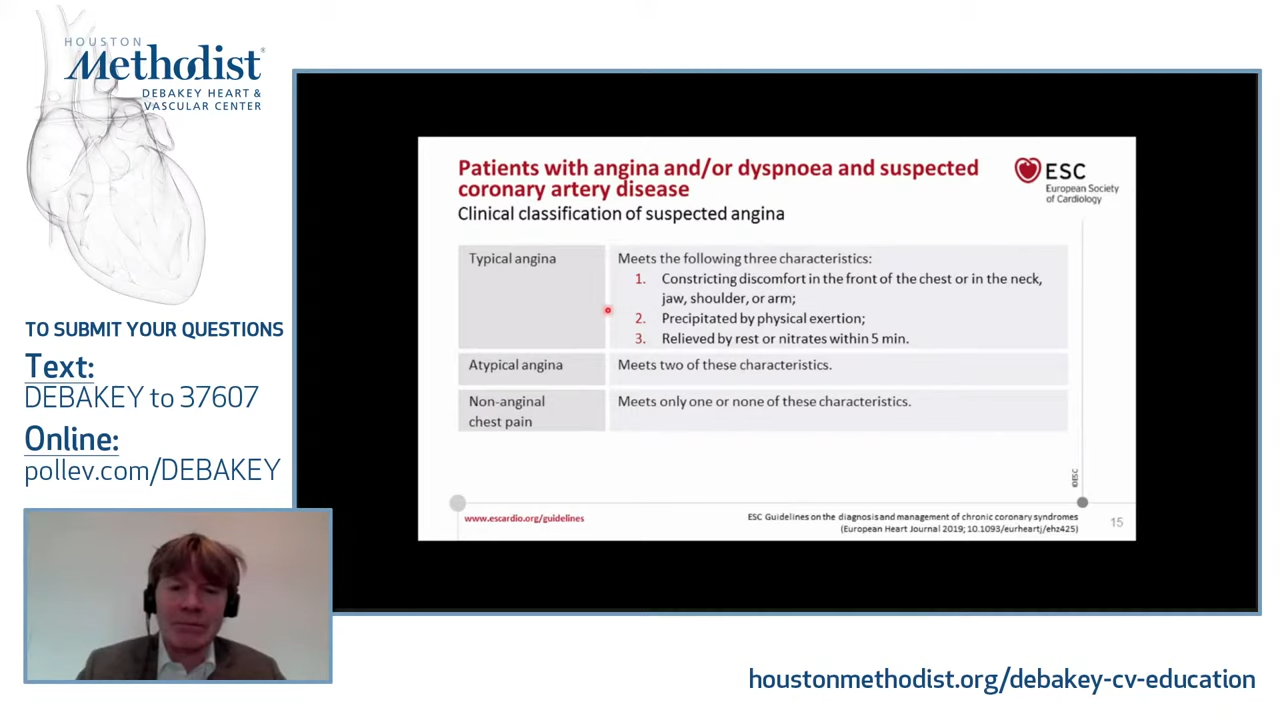 HOUSTON
Methodist®
DEBAKEY HEART &
VASCULAR CENTER
TO SUBMIT YOUR QUESTIONS
Text:
DEBAKEY to 37607
Online:
pollev.com/DEBAKEY
Patients with angina and/or dyspnoea and suspected
coronary artery disease
Clinical classification of suspected angina
ESC
European Society
of Cardiology
Typical angina
Meets the following three characteristics:
1. Constricting discomfort in the front of the chest or in the neck,
jaw, shoulder, or arm;
2. Precipitated by physical exertion;
3. Relieved by rest or nitrates within 5 min.
Atypical angina
Meets two of these characteristics.
Non-anginal
chest pain
Meets only one or none of these characteristics.
©ESC
www.escardio.org/guidelines
ESC Guidelines on the diagnosis and management of chronic coronary syndromes
(European Heart Journal 2019; 10.1093/eurheartj/ehz425)
15
houstonmethodist.org/debakey-cv-education